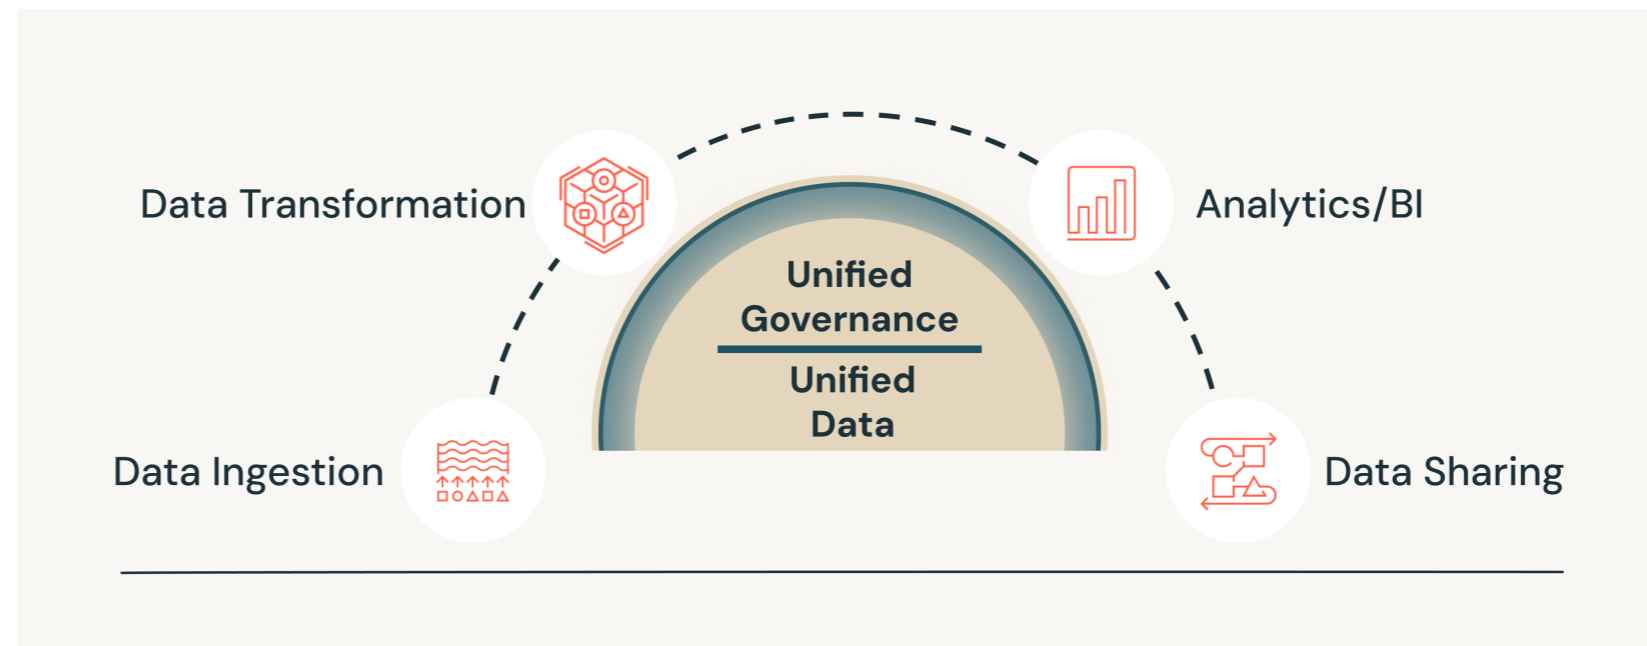 Data Transformation
Analytics/BI
Unified
Governance
Unified
Data
Data Ingestion
Data Sharing